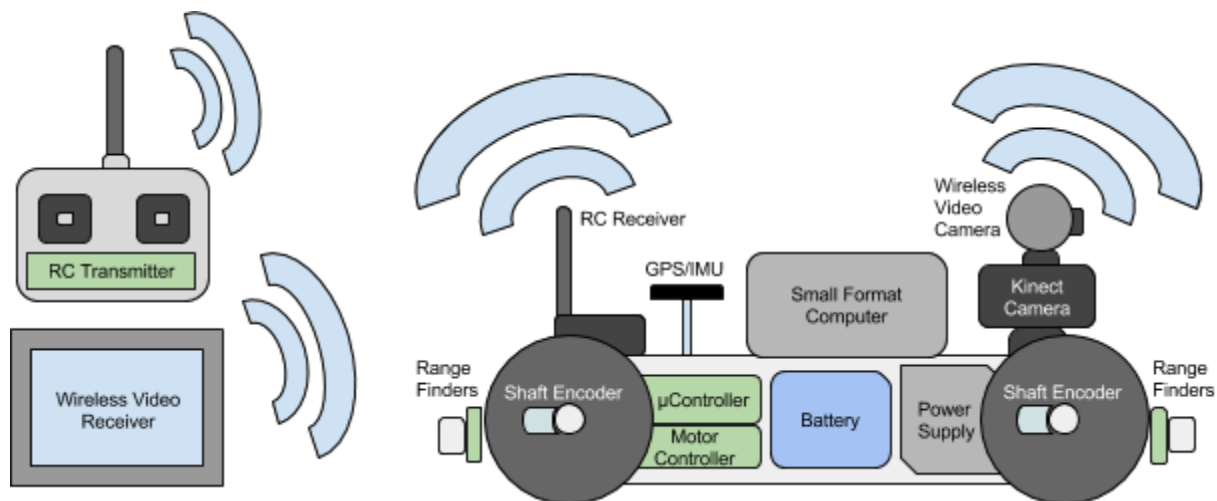 RC Transmitter
Wireless Video
Receiver
RC Receiver
GPS/IMU
Small Format
Computer
Wireless
Video
Camera
Kinect
Camera
Range
Finders
Shaft Encoder
µController
Motor
Controller
Battery
Power
Supply
Shaft Encoder
Range
Finders